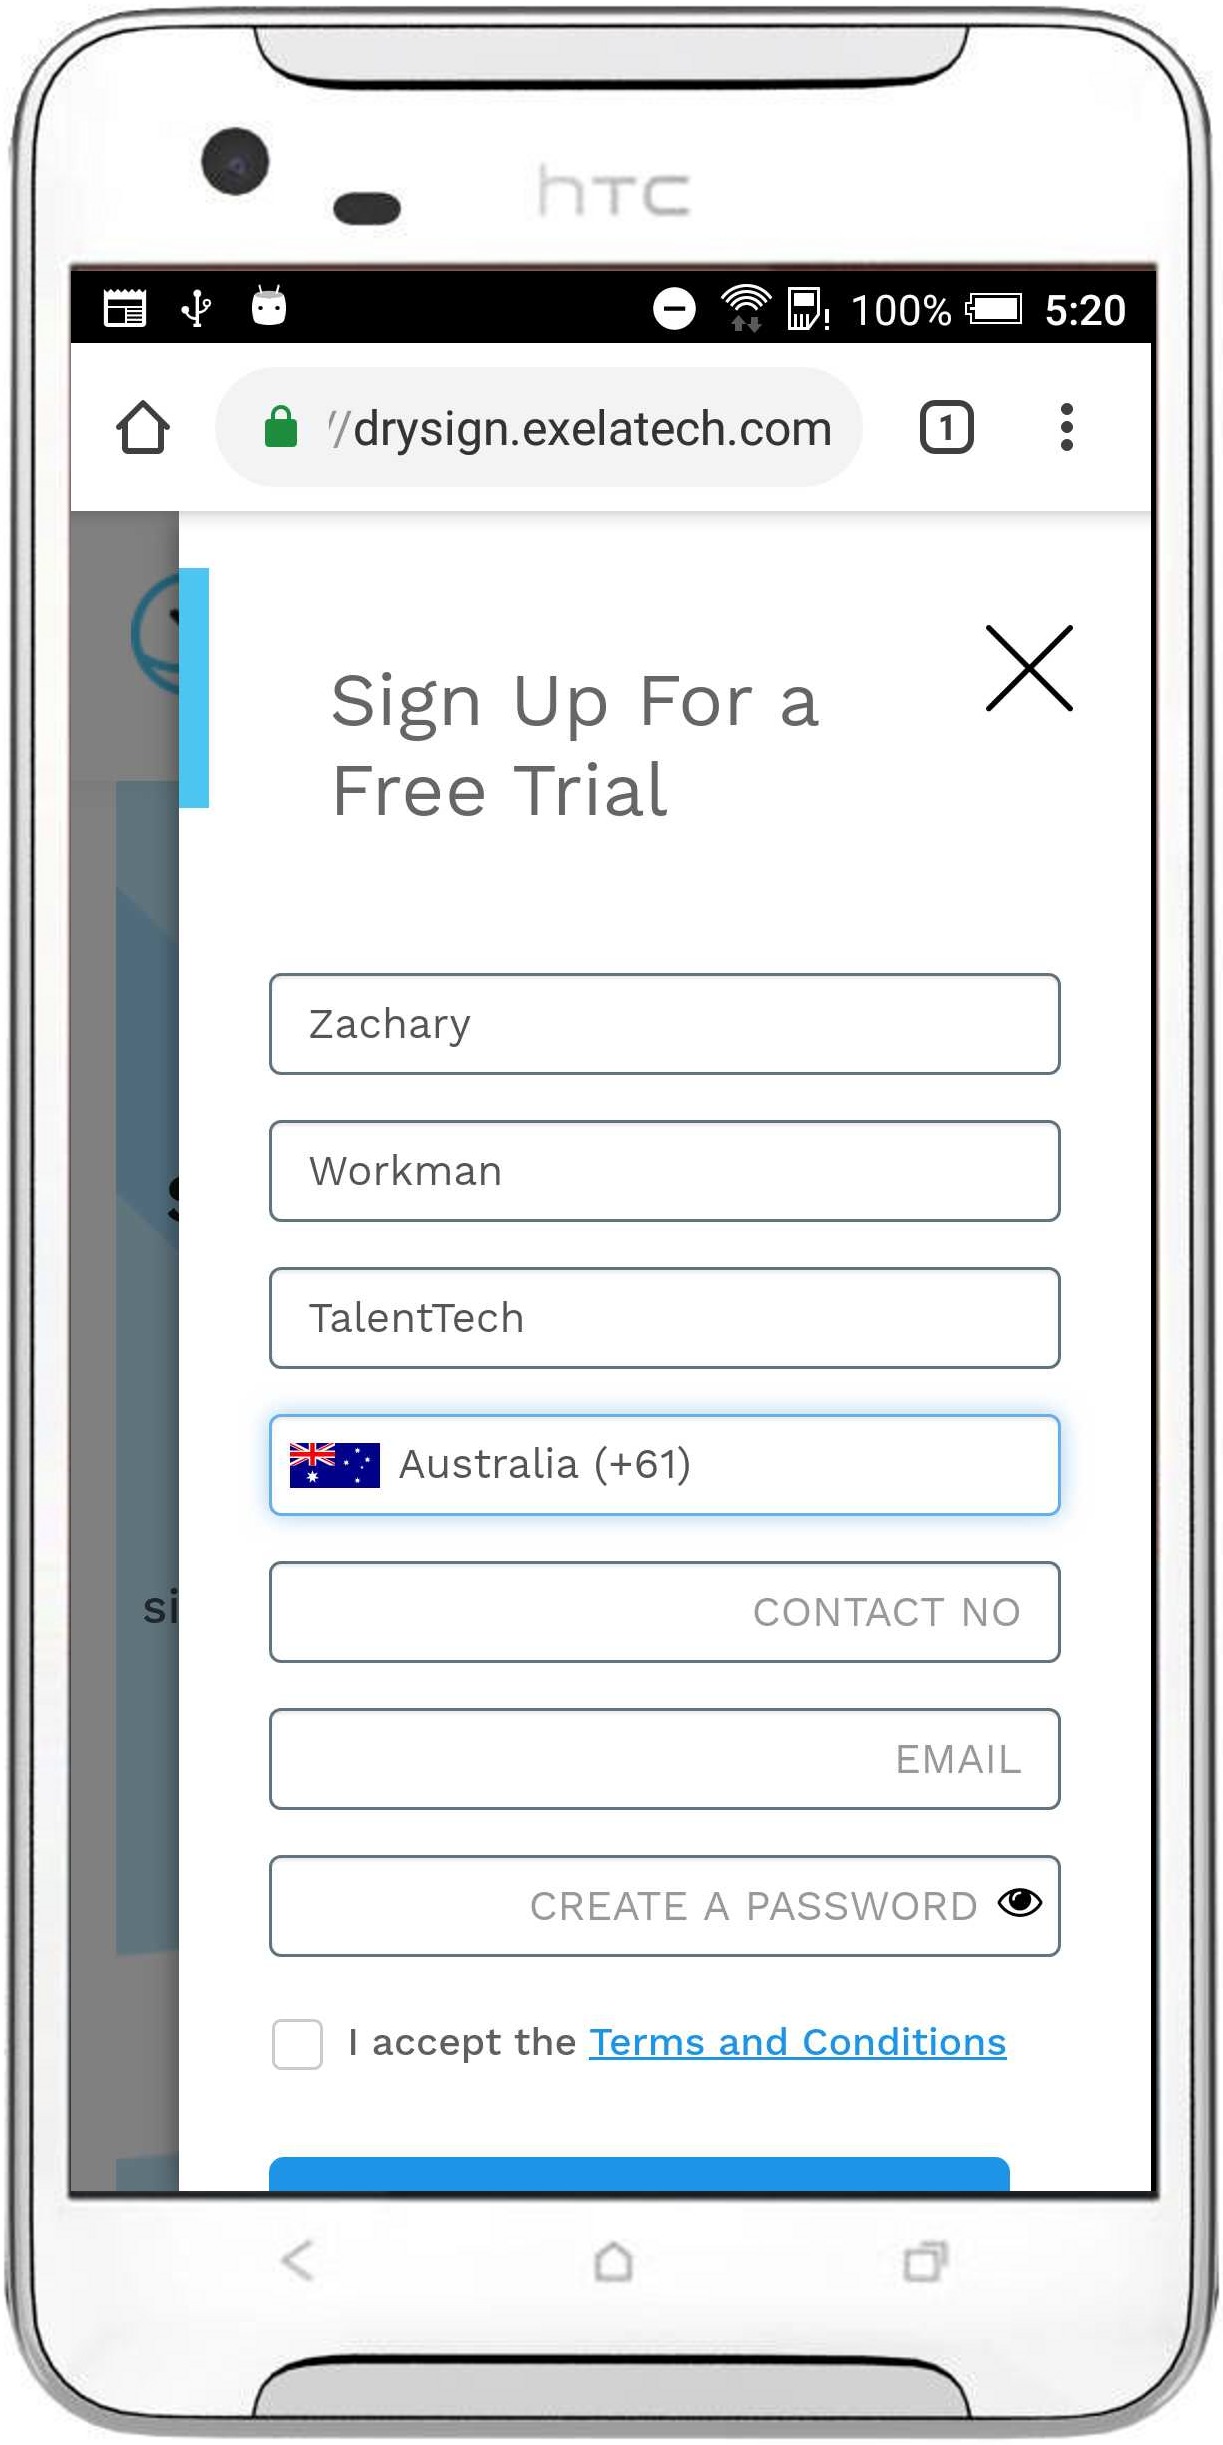 hTC
100% 5:20
//drysign.exelatech.com 1
Sign Up For a
Free Trial
Zachary
Workman
TalentTech
Australia (+61)
CONTACT NO
EMAIL
CREATE A PASSWORD
I accept the Terms and Conditions
si